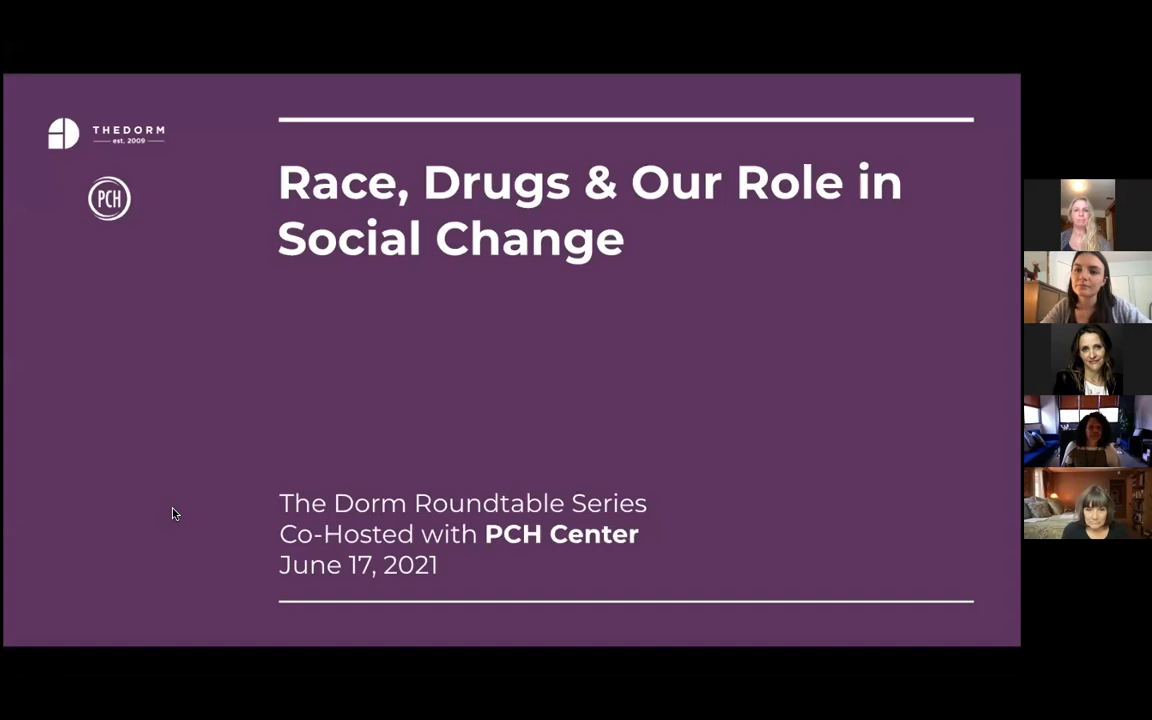 THEDORM
est. 2009
PCH
Race, Drugs & Our Role in
Social Change
The Dorm Roundtable Series
Co-Hosted with PCH Center
June 17, 2021